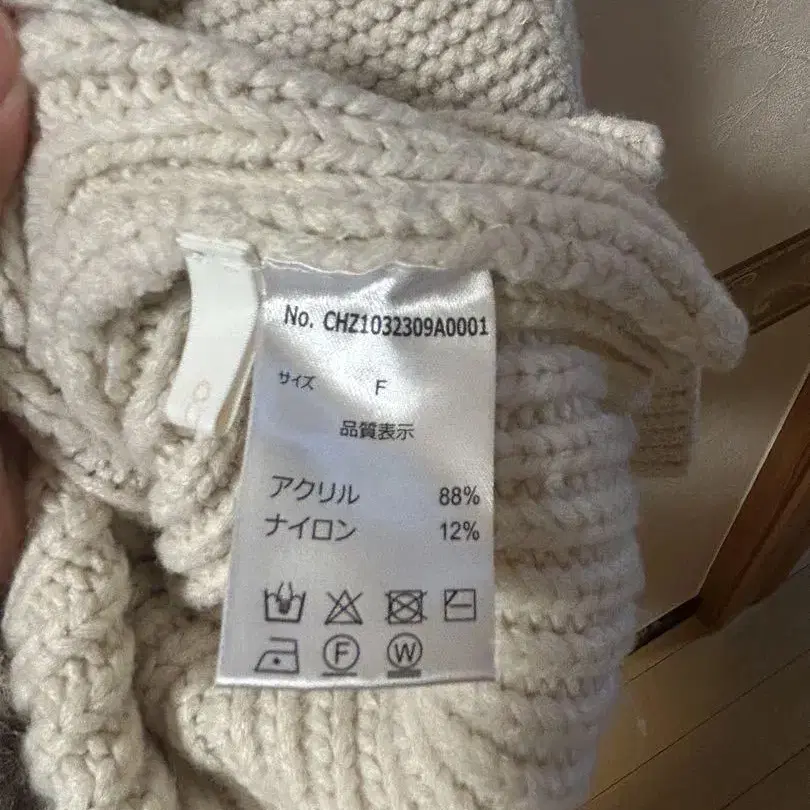 No. CHZ1032309A0001
サイズ F
品質表示
アクリル 88%
ナイロン 12%
F W